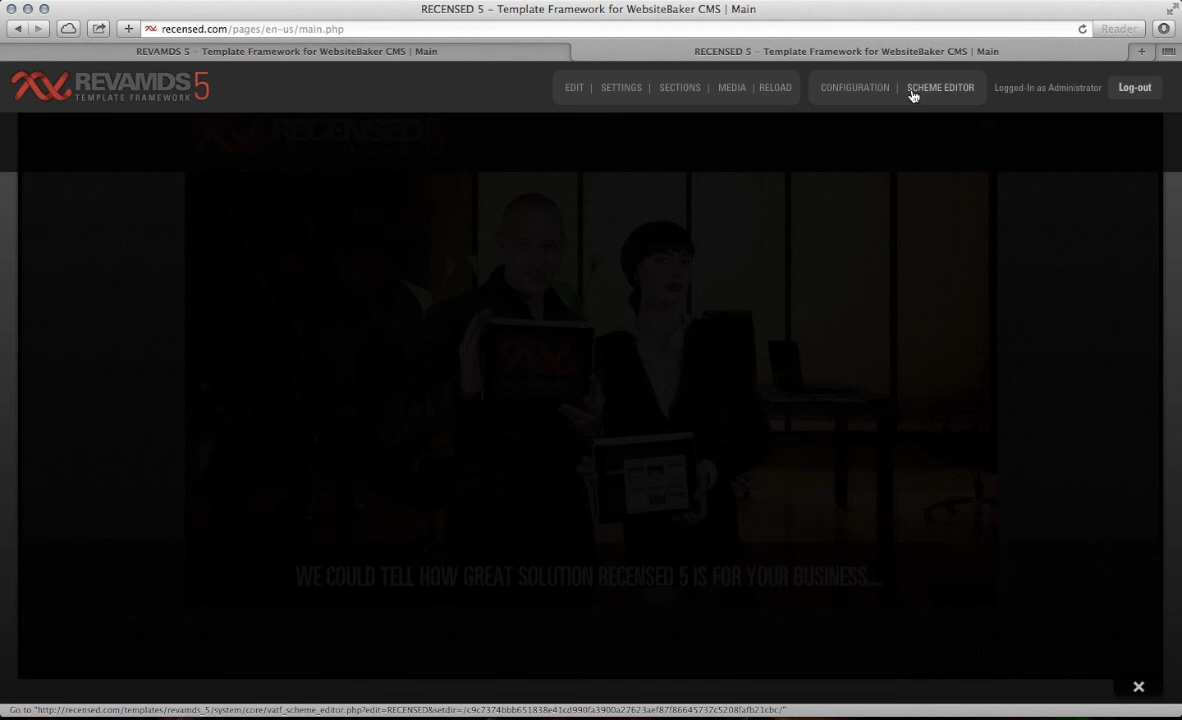 RECENSED 5 – Template Framework for WebsiteBaker CMS | Main
recensed.com/pages/en-us/main.php
Reader
REVAMDS 5 – Template Framework for WebsiteBaker CMS | Main
RECENSED 5 – Template Framework for WebsiteBaker CMS | Main
REVAMDS 5
TEMPLATE FRAMEWORK
EDIT | SETTINGS | SECTIONS | MEDIA | RELOAD
CONFIGURATION | SCHEME EDITOR
Logged-In as Administrator
Log-out
RECENSED 5
WE COULD TELL HOW GREAT SOLUTION RECENSED 5 IS FOR YOUR BUSINESS...
Go to "http://recensed.com/templates/revamds_5/system/core/vatf_scheme_editor.php?edit=RECENSED&setdir=/c9c7374bbb651838e41cd990fa3900a27623aef87f86645737c5208fafb21cbc/"